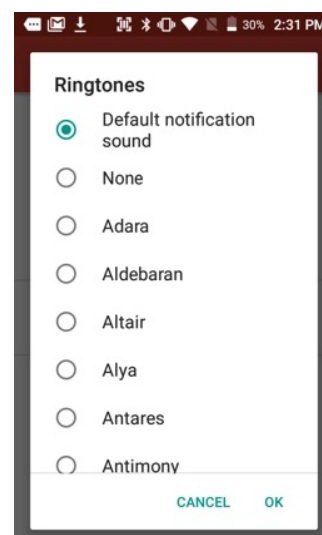 30% 2:31 PM
Ringtones
Default notification
sound
None
Adara
Aldebaran
Altair
Alya
Antares
Antimony
CANCEL OK